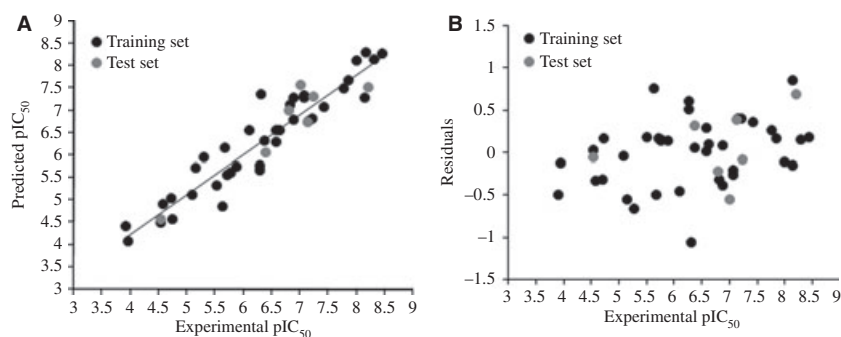 A
B
Training set
Test set
Predicted pIC50
9
8.5
8
7.5
7
6.5
6
5.5
5
4.5
4
3.5
3
3 3.5 4 4.5 5 5.5 6 6.5 7 7.5 8 8.5 9
Experimental pIC50
Training set
Test set
Residuals
1.5
1
0.5
0
−0.5
−1
−1.5
3 3.5 4 4.5 5 5.5 6 6.5 7 7.5 8 8.5 9
Experimental pIC50